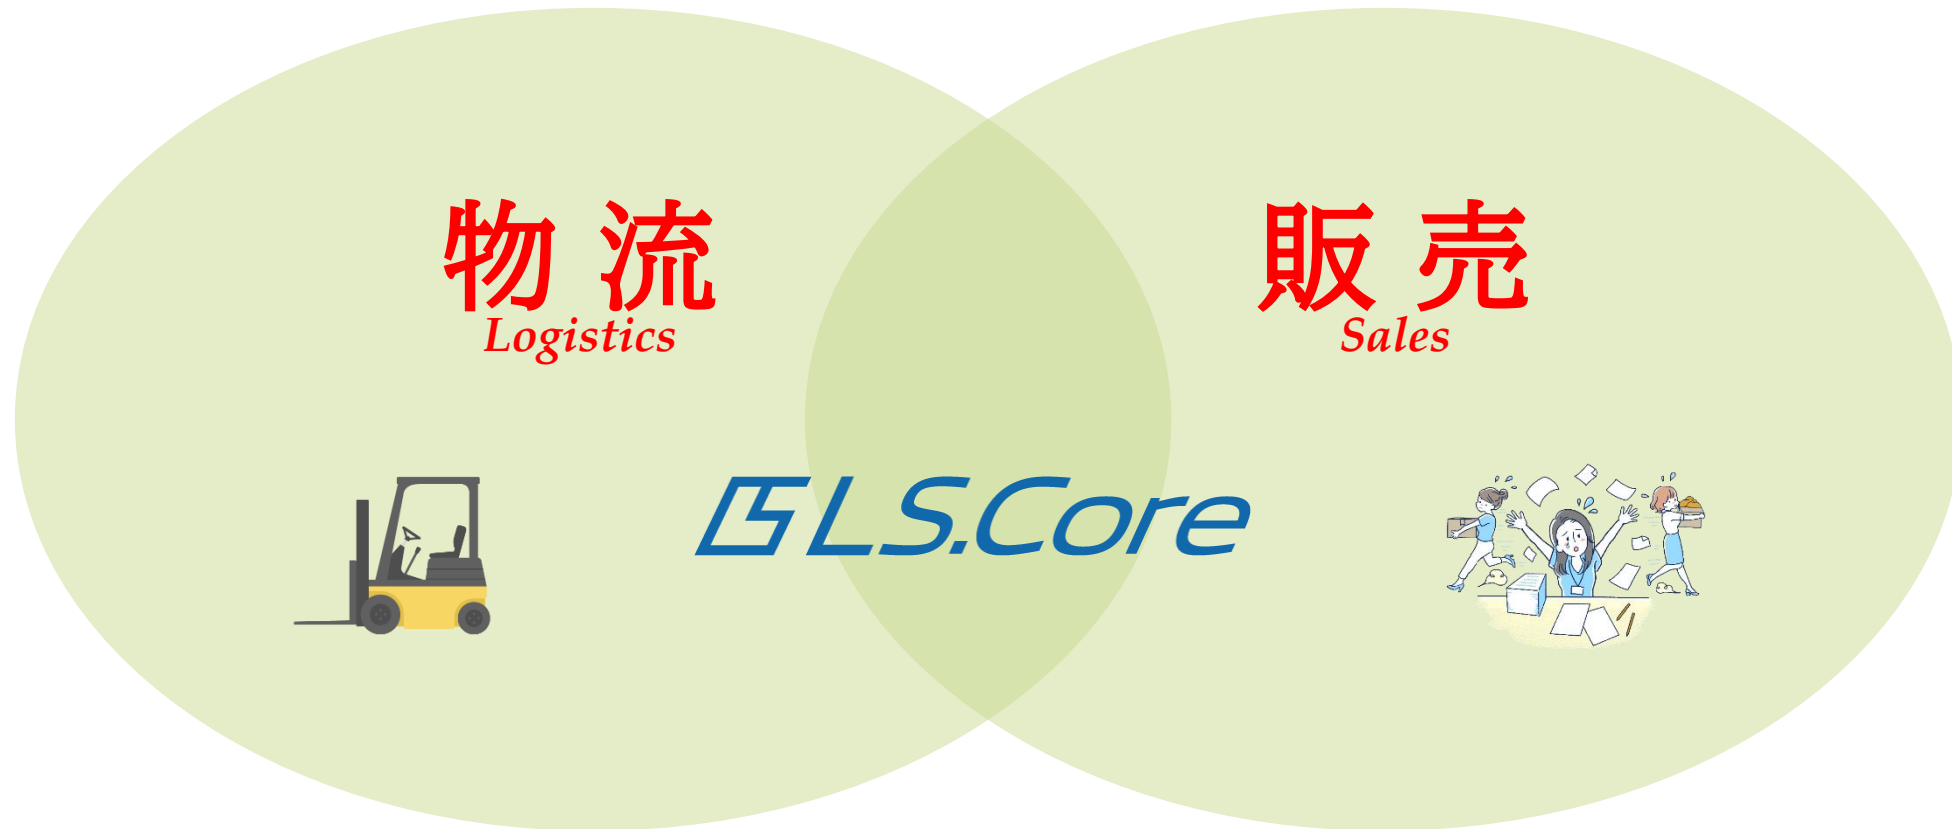 物流
Logistics
販売
Sales
LS.Core